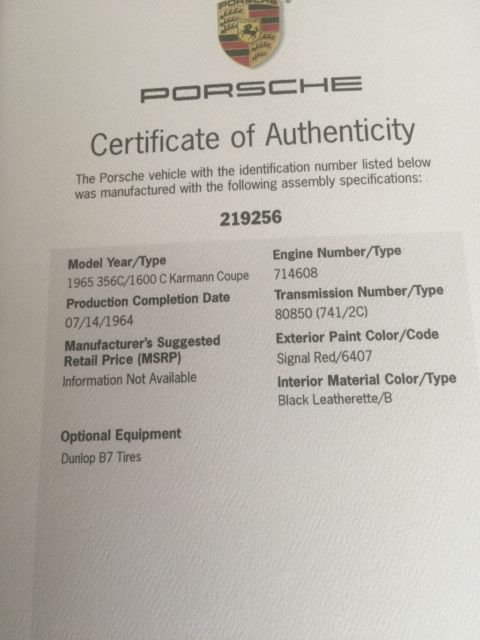 PORSCHE
PORSCHE
Certificate of Authenticity
The Porsche vehicle with the identification number listed below
was manufactured with the following assembly specifications:
219256
Model Year/Type
1965 356C/1600 C Karmann Coupe
Production Completion Date
07/14/1964
Manufacturer's Suggested
Retail Price (MSRP)
Information Not Available
Engine Number/Type
714608
Transmission Number/Type
80850 (741/2C)
Exterior Paint Color/Code
Signal Red/6407
Interior Material Color/Type
Black Leatherette/B
Optional Equipment
Dunlop B7 Tires